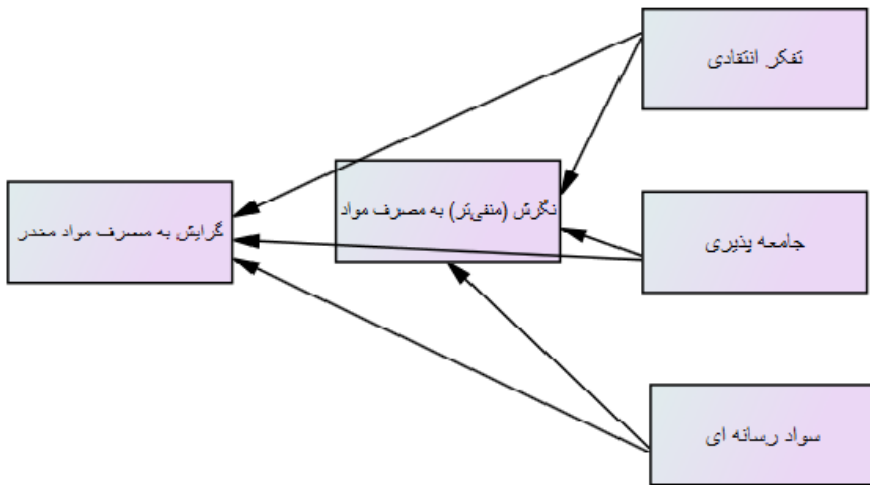 تفکر انتقادی
نگرش (منفی‌تر) به مصرف مواد
جامعه پذیری
گرایش به مصرف مواد مخدر
سواد رسانه ای